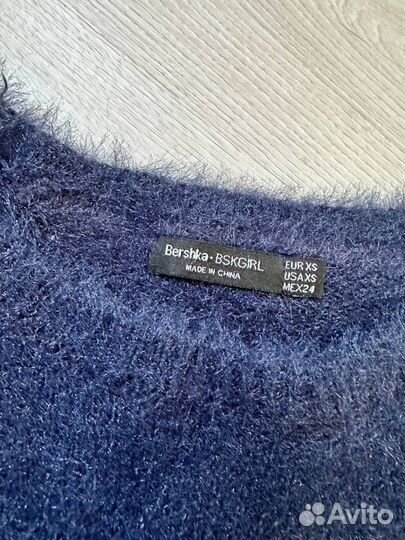 Bershka • BSKGIRL
MADE IN CHINA
EUR XS
USA XS
MEX 24
Avito